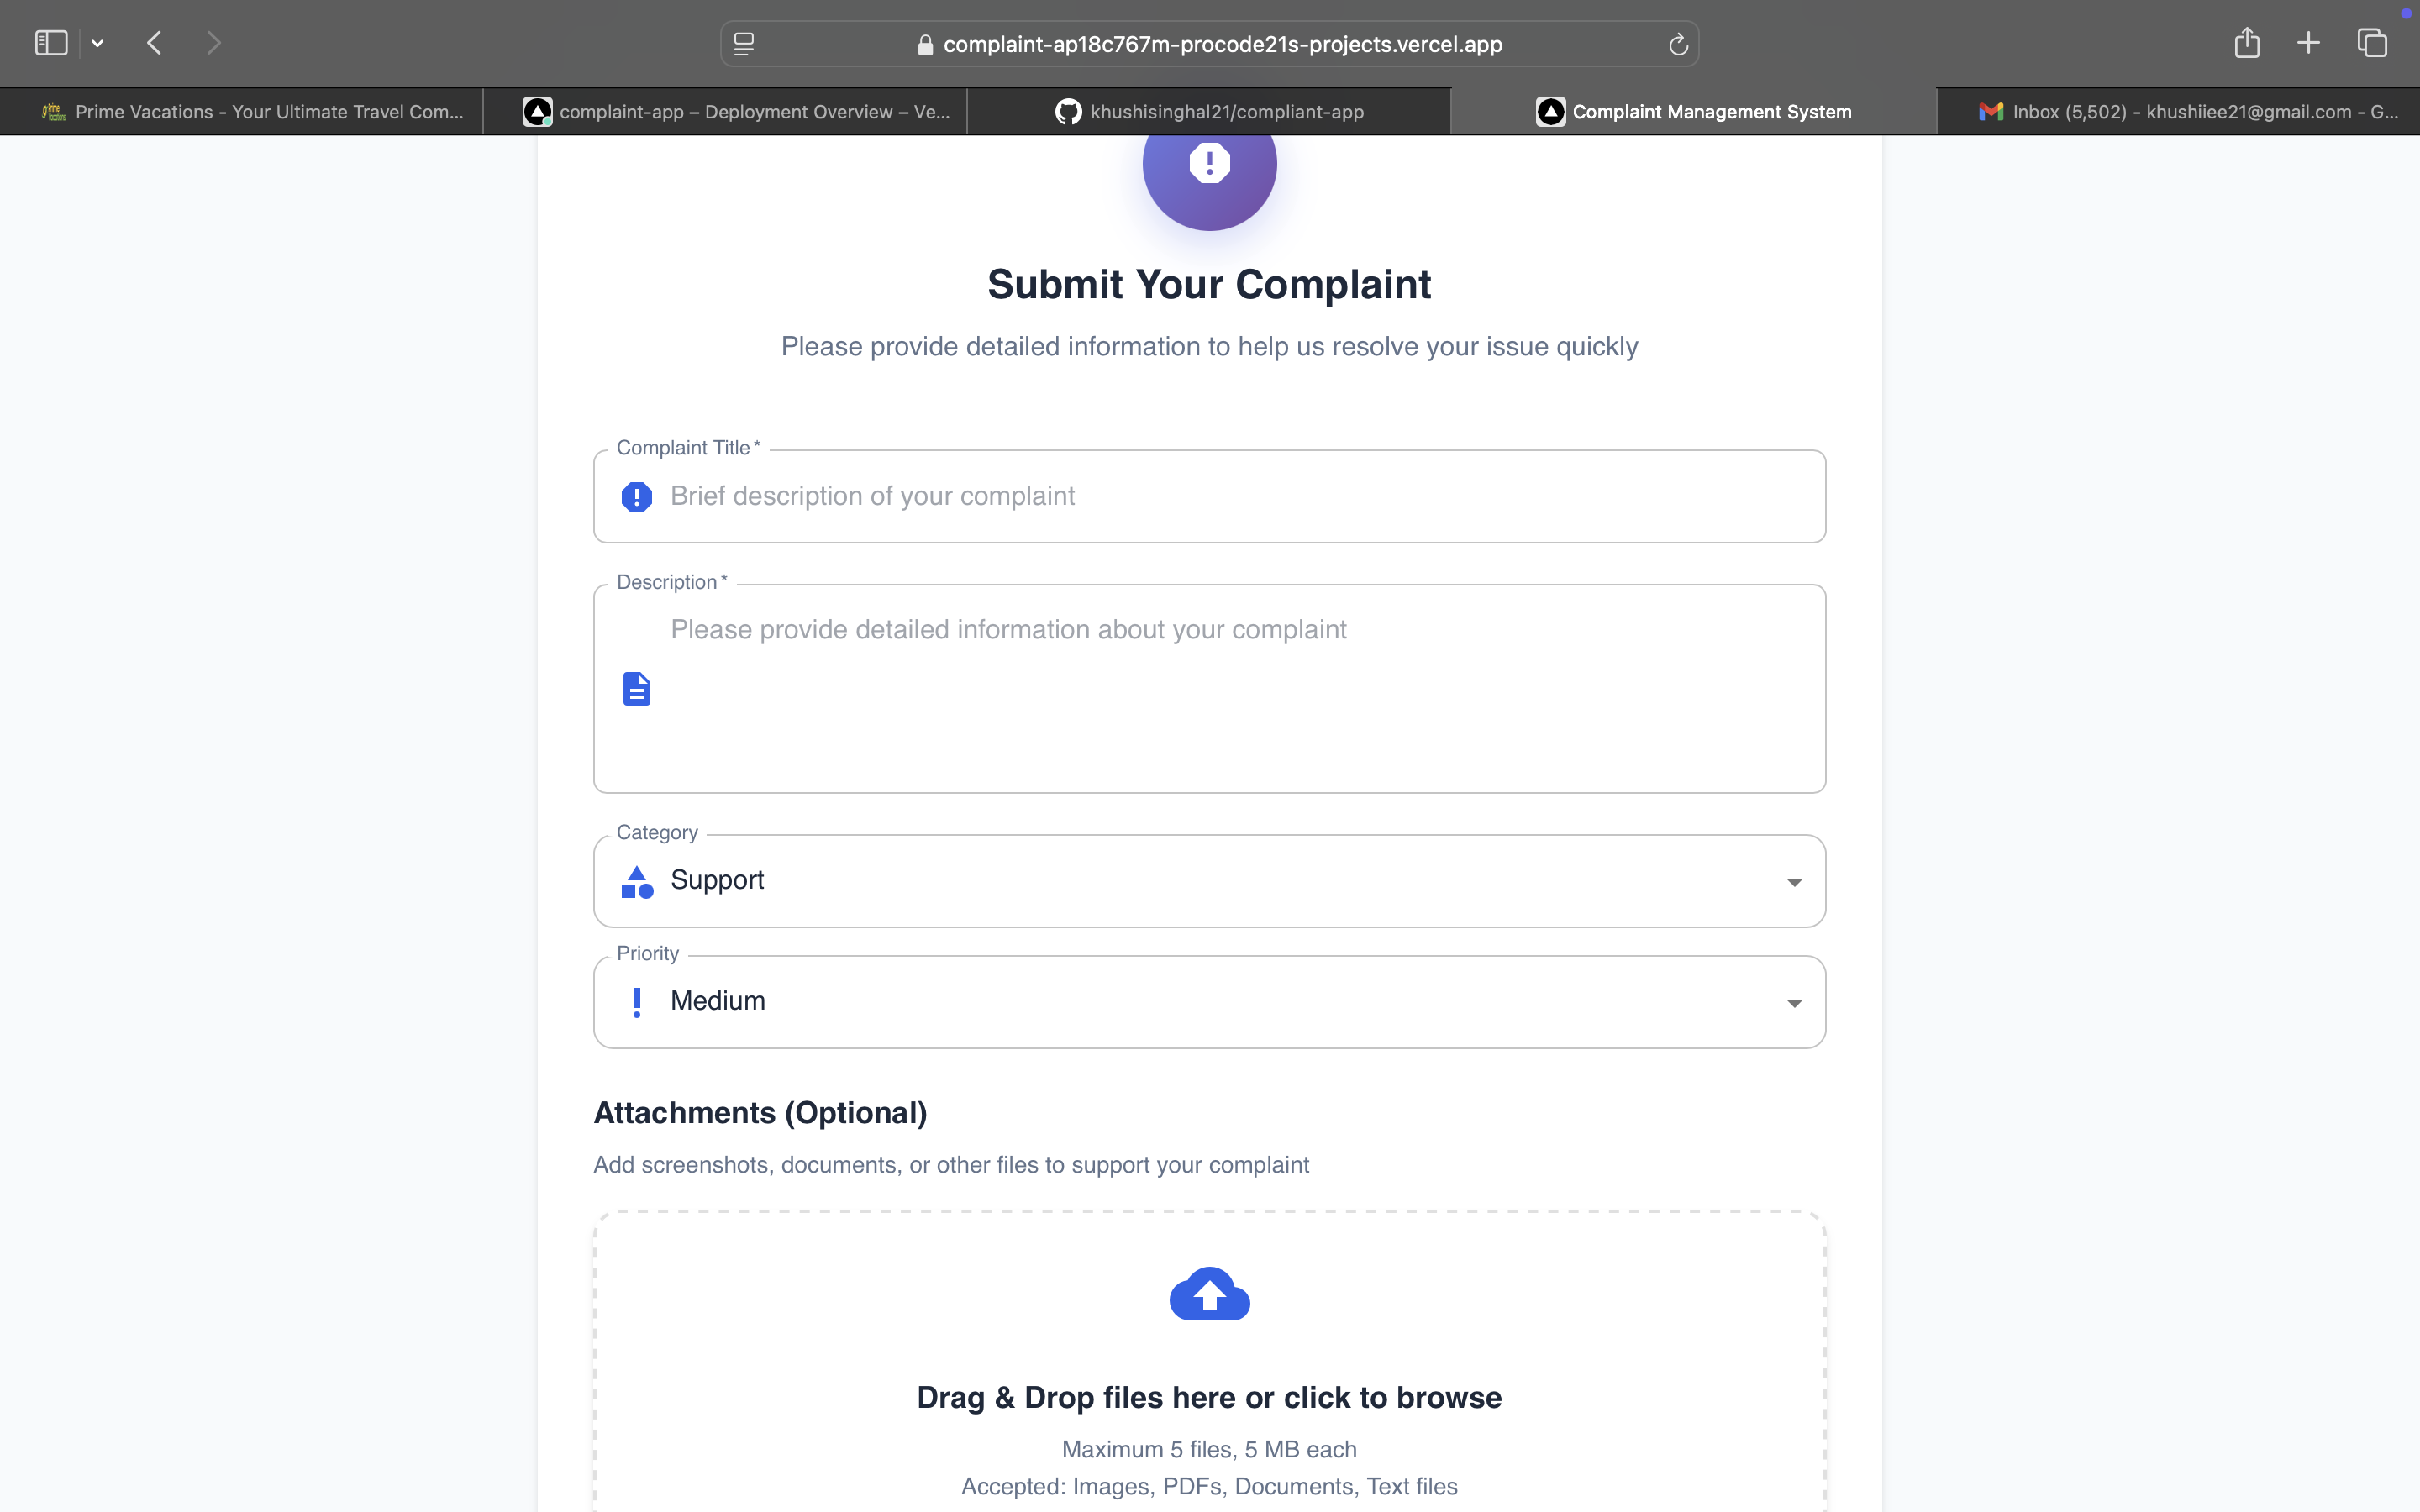 complaint-ap18c767m-procode21s-projects.vercel.app
Prime Vacations - Your Ultimate Travel Com...
complaint-app – Deployment Overview – Ve...
khushisinghal21/compliant-app
Complaint Management System
Inbox (5,502) - khushiiee21@gmail.com - G...
Submit Your Complaint
Please provide detailed information to help us resolve your issue quickly
Complaint Title *
Brief description of your complaint
Description *
Please provide detailed information about your complaint
Category
Support
Priority
Medium
Attachments (Optional)
Add screenshots, documents, or other files to support your complaint
Drag & Drop files here or click to browse
Maximum 5 files, 5 MB each
Accepted: Images, PDFs, Documents, Text files